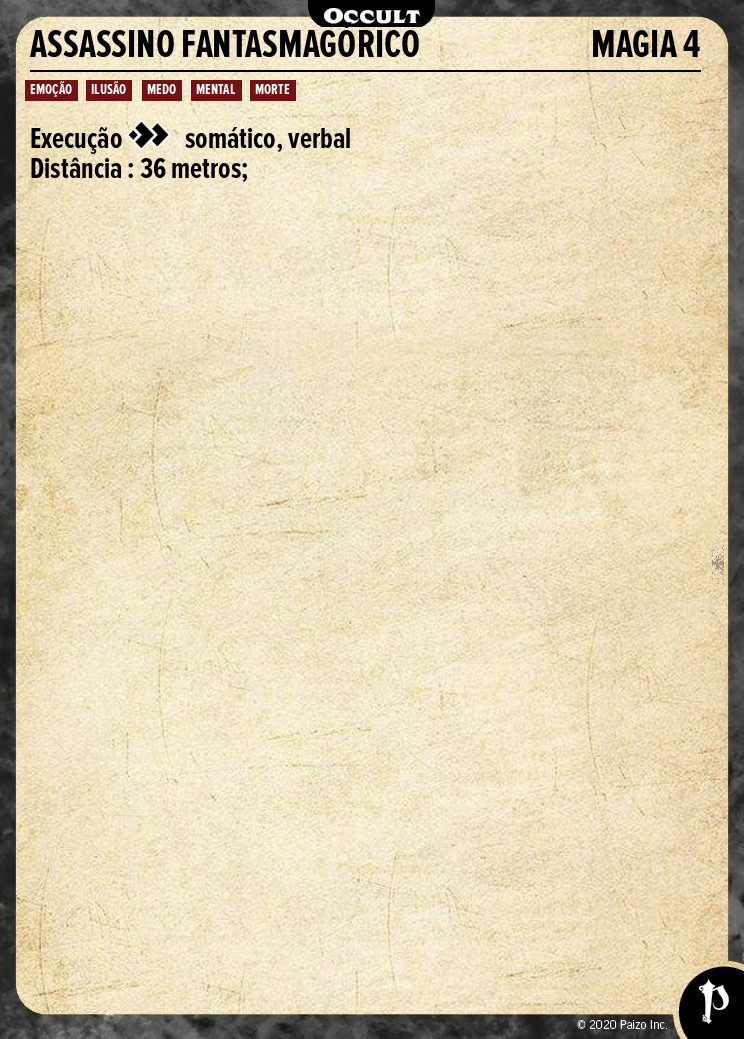 OCCULT
ASSASSINO FANTASMAGÓRICO MAGIA 4
EMOÇÃO ILUSÃO MEDO MENTAL MORTE
Execução somático, verbal
Distância : 36 metros;
© 2020 Paizo Inc.